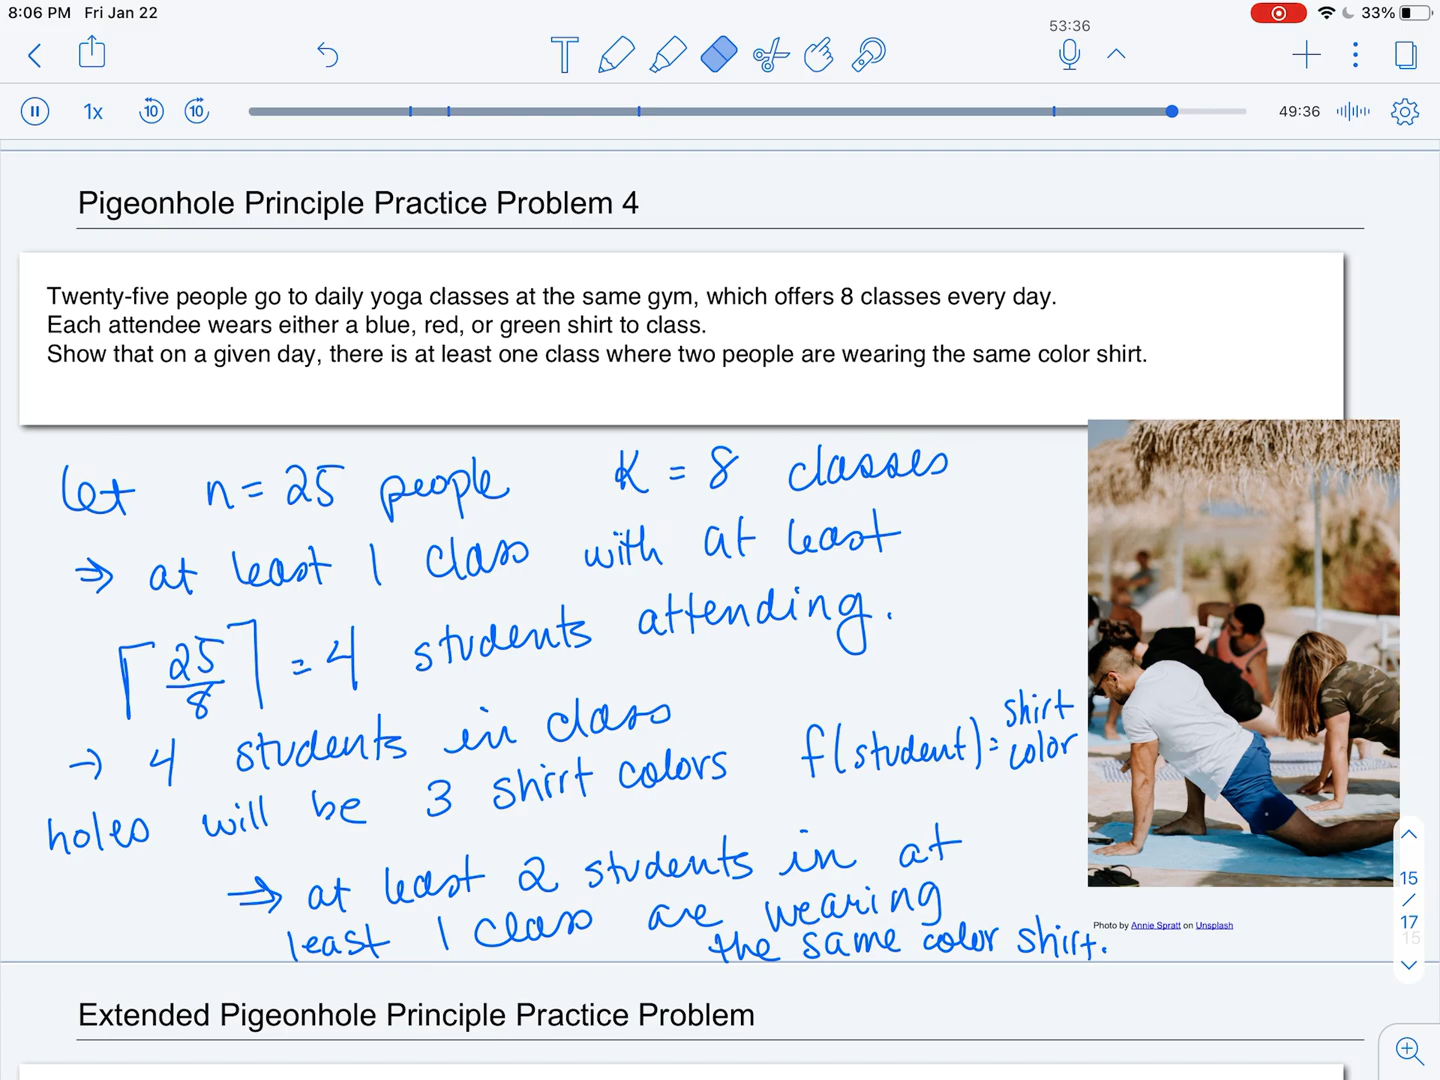 8:06 PM Fri Jan 22
33%
53:36
T
1x
10
10
49:36
Pigeonhole Principle Practice Problem 4
Twenty-five people go to daily yoga classes at the same gym, which offers 8 classes every day.
Each attendee wears either a blue, red, or green shirt to class.
Show that on a given day, there is at least one class where two people are wearing the same color shirt.
let n = 25 people K = 8 classes
⇒ at least 1 class with at least
⌈25/8⌉ = 4 students attending.
→ 4 students in class
holes will be 3 shirt colors f(student) = shirt color
⇒ at least 2 students in at
least 1 class are wearing
the same color shirt.
Photo by Annie Spratt on Unsplash
15
/
17
15
Extended Pigeonhole Principle Practice Problem